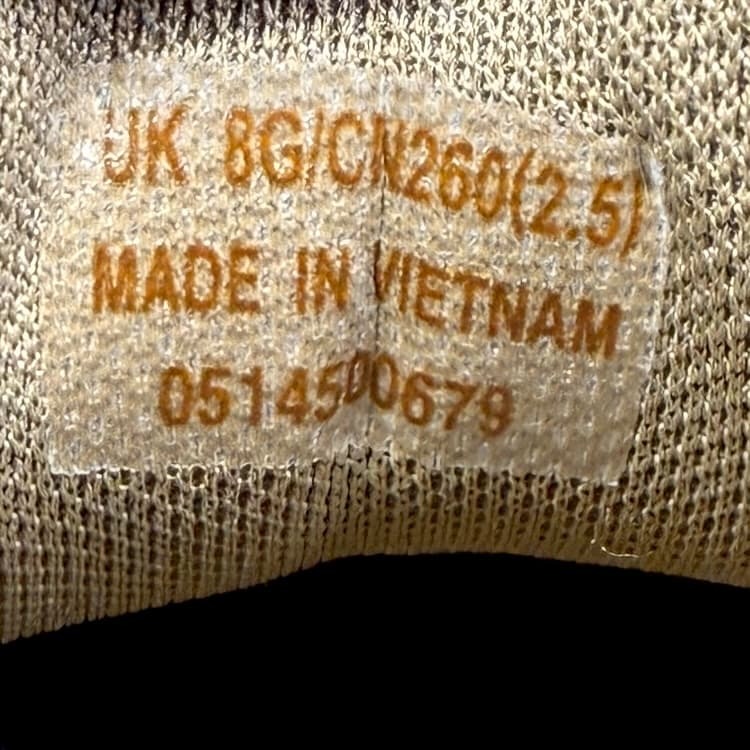 UK 8G/CN260(2.5)
MADE IN VIETNAM
0514500679